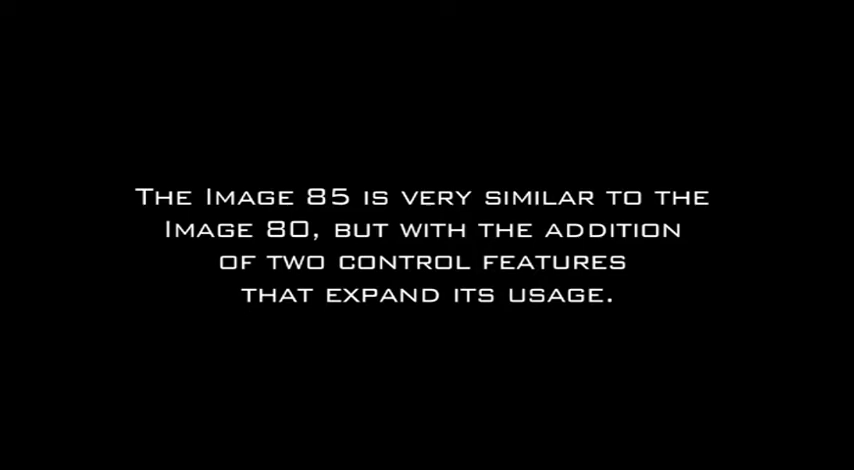 The Image 85 is very similar to the
Image 80, but with the addition
of two control features
that expand its usage.